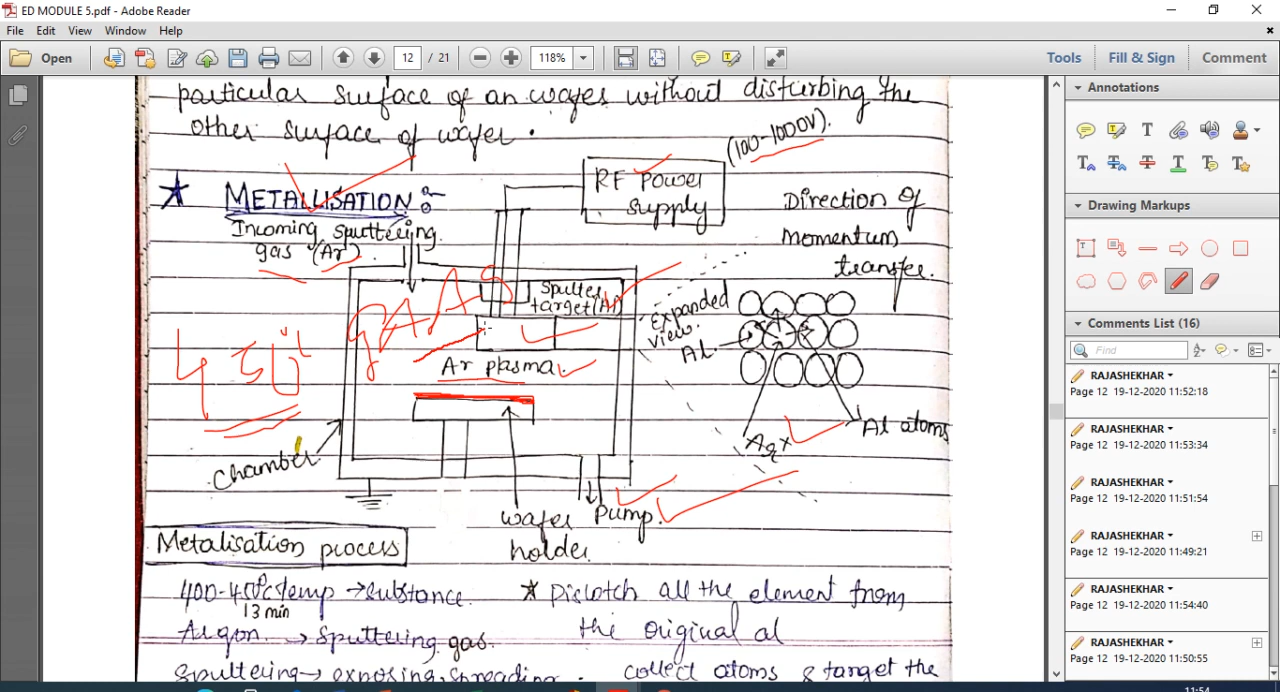 ED MODULE 5.pdf - Adobe Reader
File Edit View Window Help
Open
12 / 21
118%
Tools Fill & Sign Comment
particular surface of an wafer without disturbing the
other surface of wafer.
METALLISATION :-
RF Power
supply
(100-1000V).
Incoming sputtering
gas (Ar).
Direction of
Momentum
transfer.
Sputter
target (Al)
gAAS
450
Expanded
view.
Al.
Ar plasma.
Al atoms
Chamber
Wafer
holder
Pump.
Metalisation process
400-450°C temp → substance.
13 min
Argon → Sputtering gas.
Sputtering → exposing, spreading.
* Dislotch all the element from
the original al
collect atoms & target the
Annotations
Drawing Markups
Comments List (16)
Find
RAJASHEKHAR
Page 12 19-12-2020 11:52:18
RAJASHEKHAR
Page 12 19-12-2020 11:53:34
RAJASHEKHAR
Page 12 19-12-2020 11:51:54
RAJASHEKHAR
Page 12 19-12-2020 11:49:21
RAJASHEKHAR
Page 12 19-12-2020 11:54:40
RAJASHEKHAR
Page 12 19-12-2020 11:50:55
11:54